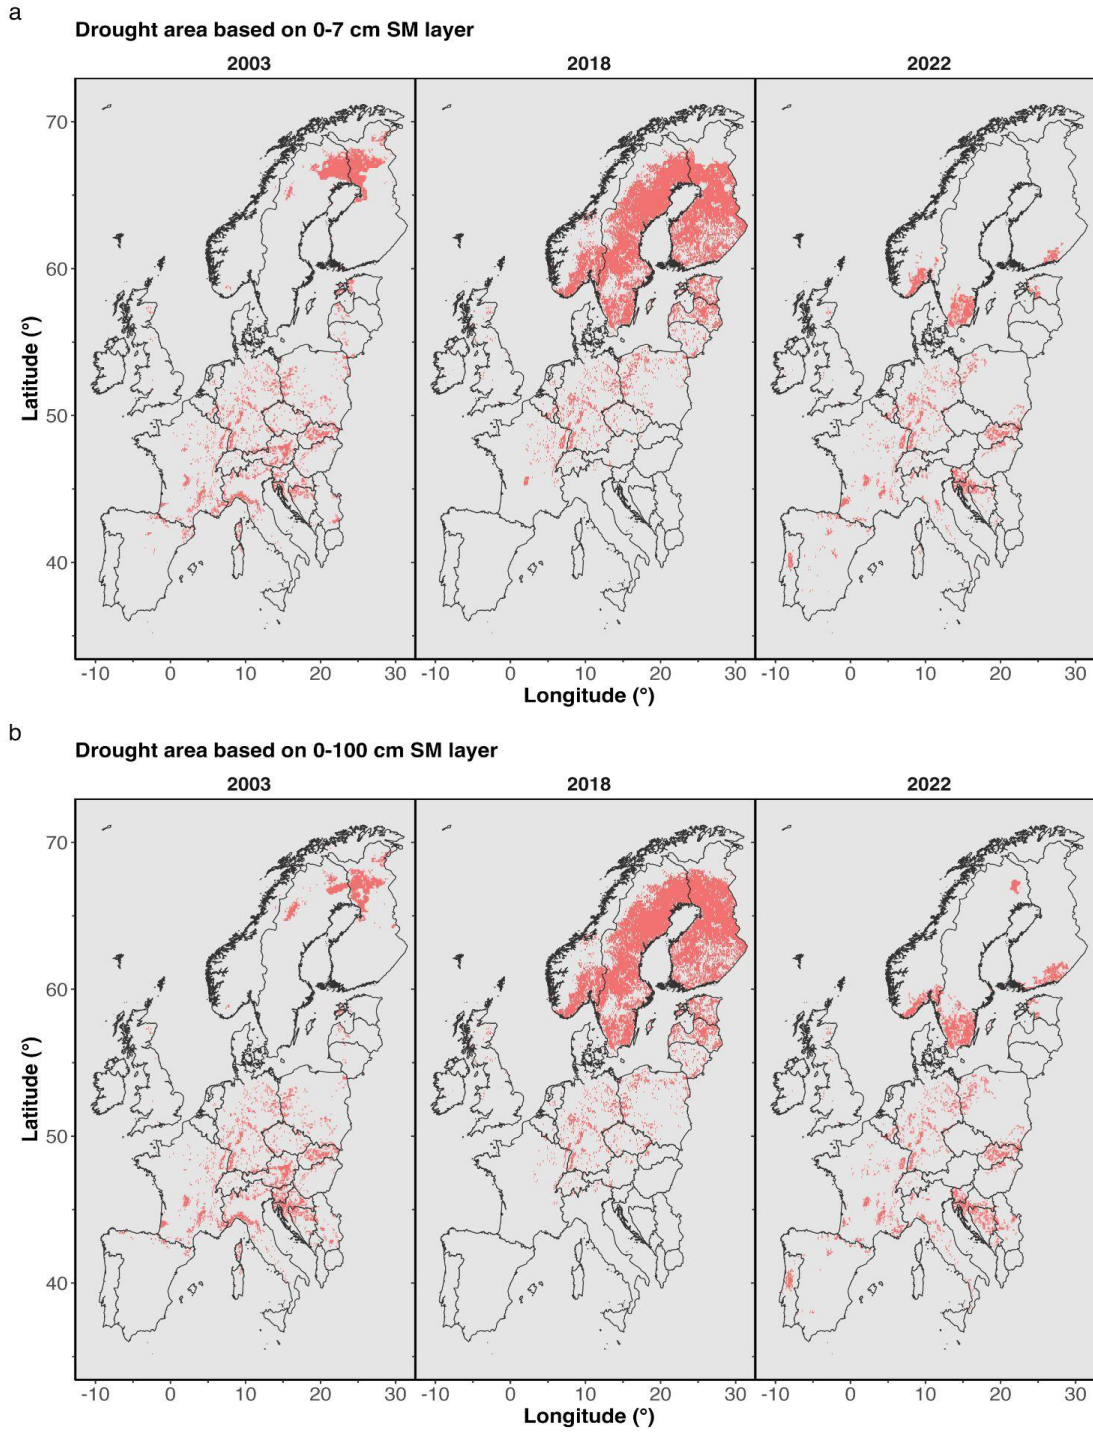 a
Drought area based on 0-7 cm SM layer
2003 2018 2022
70
60
50
40
Latitude (°)
-10 0 10 20 30 -10 0 10 20 30 -10 0 10 20 30
Longitude (°)
b
Drought area based on 0-100 cm SM layer
2003 2018 2022
70
60
50
40
Latitude (°)
-10 0 10 20 30 -10 0 10 20 30 -10 0 10 20 30
Longitude (°)